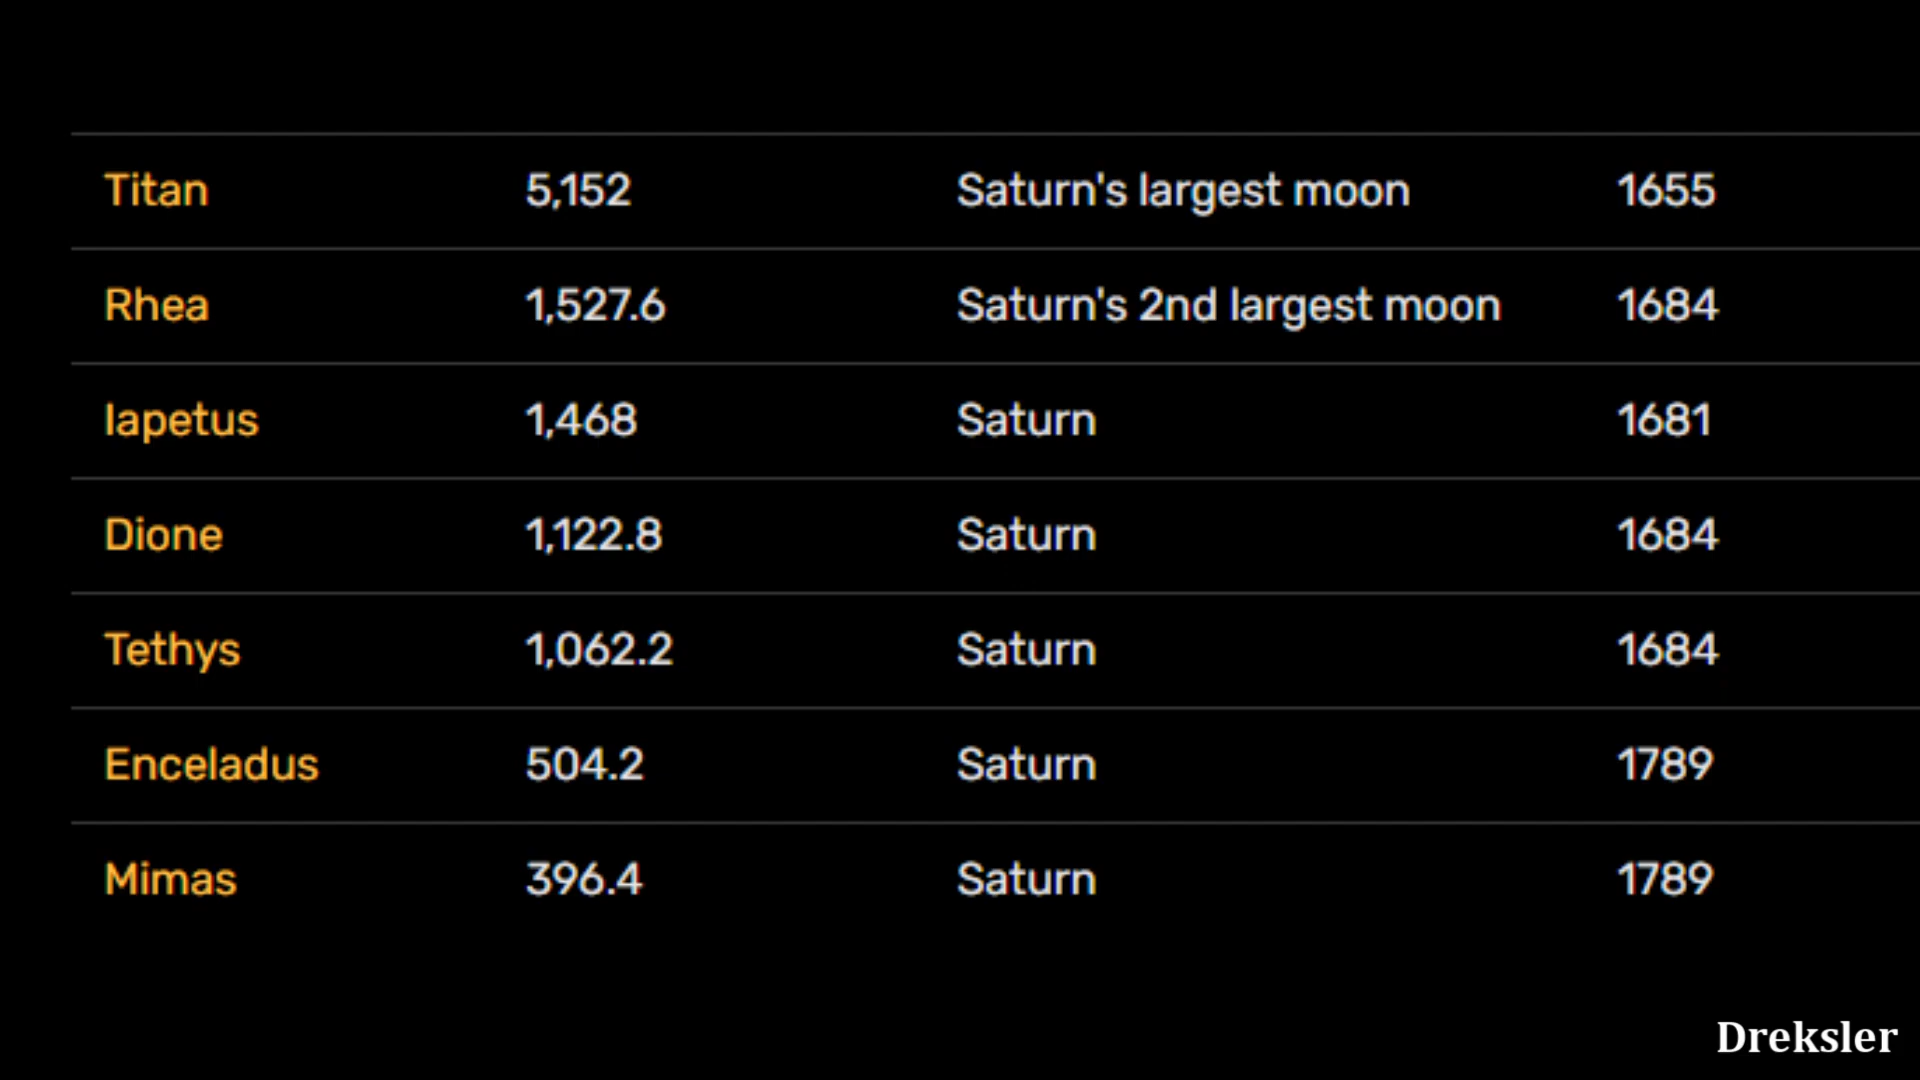 Titan 5,152 Saturn's largest moon 1655
Rhea 1,527.6 Saturn's 2nd largest moon 1684
Iapetus 1,468 Saturn 1681
Dione 1,122.8 Saturn 1684
Tethys 1,062.2 Saturn 1684
Enceladus 504.2 Saturn 1789
Mimas 396.4 Saturn 1789
Dreksler